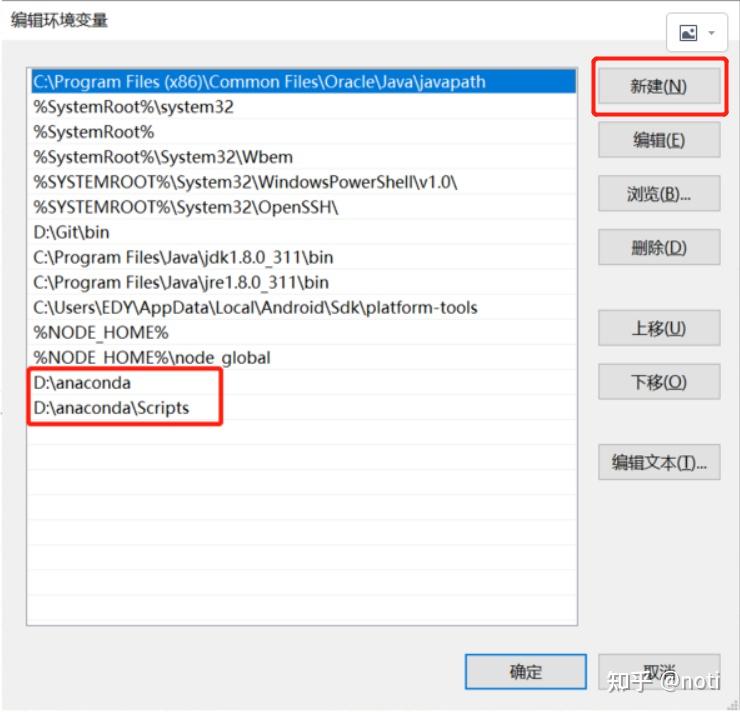 编辑环境变量
C:\Program Files (x86)\Common Files\Oracle\Java\javapath
%SystemRoot%\system32
%SystemRoot%
%SystemRoot%\System32\Wbem
%SYSTEMROOT%\System32\WindowsPowerShell\v1.0\
%SYSTEMROOT%\System32\OpenSSH\
D:\Git\bin
C:\Program Files\Java\jdk1.8.0_311\bin
C:\Program Files\Java\jre1.8.0_311\bin
C:\Users\EDY\AppData\Local\Android\Sdk\platform-tools
%NODE_HOME%
%NODE_HOME%\node_global
D:\anaconda
D:\anaconda\Scripts
新建(N)
编辑(E)
浏览(B)...
删除(D)
上移(U)
下移(O)
编辑文本(T)...
确定
取消
知乎 @noti